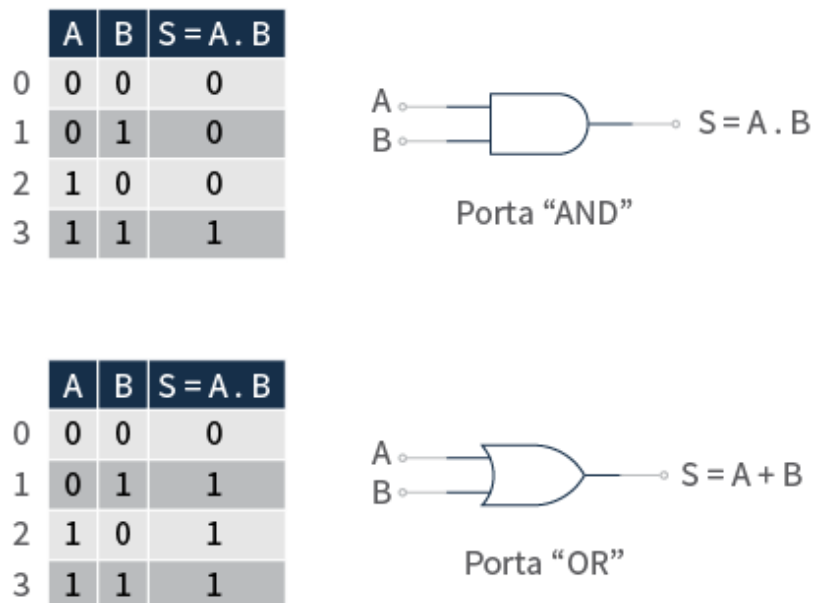 A B S = A . B
0 0 0 0
1 0 1 0
2 1 0 0
3 1 1 1
A
B
S = A . B
Porta “AND”
A B S = A . B
0 0 0 0
1 0 1 1
2 1 0 1
3 1 1 1
A
B
S = A + B
Porta “OR”